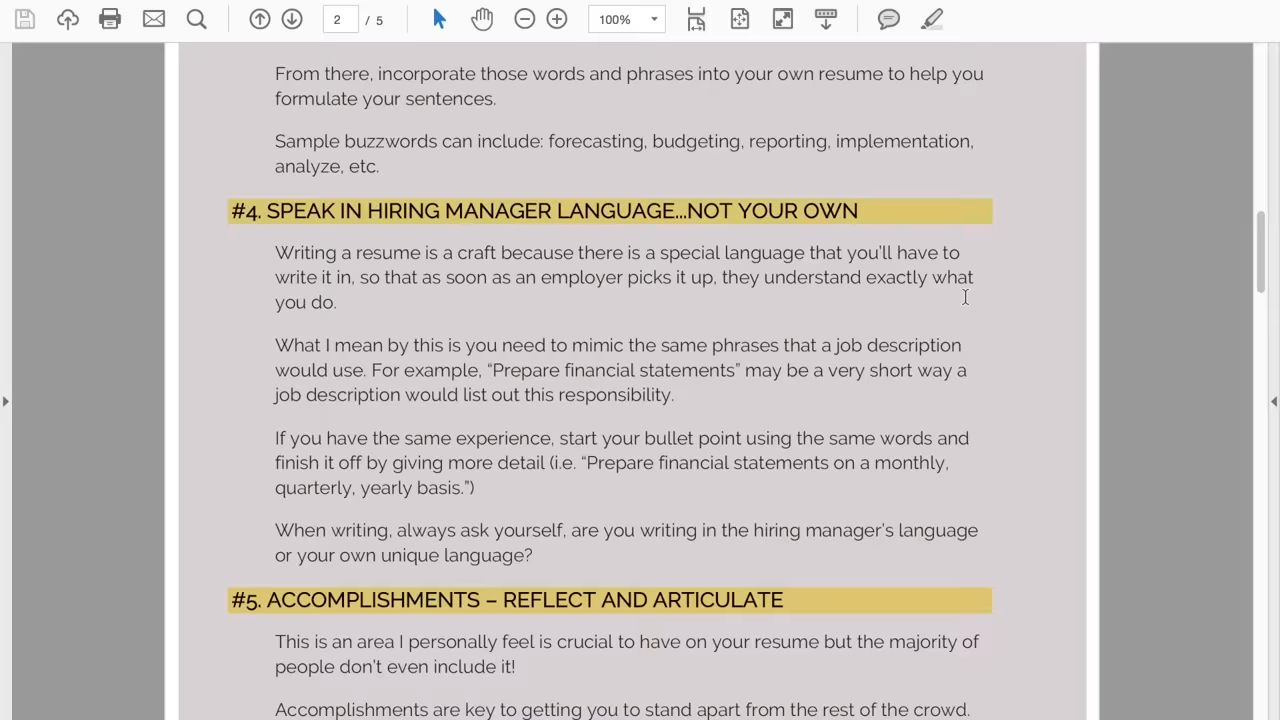 2 / 5
100%
From there, incorporate those words and phrases into your own resume to help you
formulate your sentences.
Sample buzzwords can include: forecasting, budgeting, reporting, implementation,
analyze, etc.
#4. SPEAK IN HIRING MANAGER LANGUAGE...NOT YOUR OWN
Writing a resume is a craft because there is a special language that you'll have to
write it in, so that as soon as an employer picks it up, they understand exactly what
you do.
What I mean by this is you need to mimic the same phrases that a job description
would use. For example, “Prepare financial statements” may be a very short way a
job description would list out this responsibility.
If you have the same experience, start your bullet point using the same words and
finish it off by giving more detail (i.e. “Prepare financial statements on a monthly,
quarterly, yearly basis.”)
When writing, always ask yourself, are you writing in the hiring manager's language
or your own unique language?
#5. ACCOMPLISHMENTS – REFLECT AND ARTICULATE
This is an area I personally feel is crucial to have on your resume but the majority of
people don't even include it!
Accomplishments are key to getting you to stand apart from the rest of the crowd.